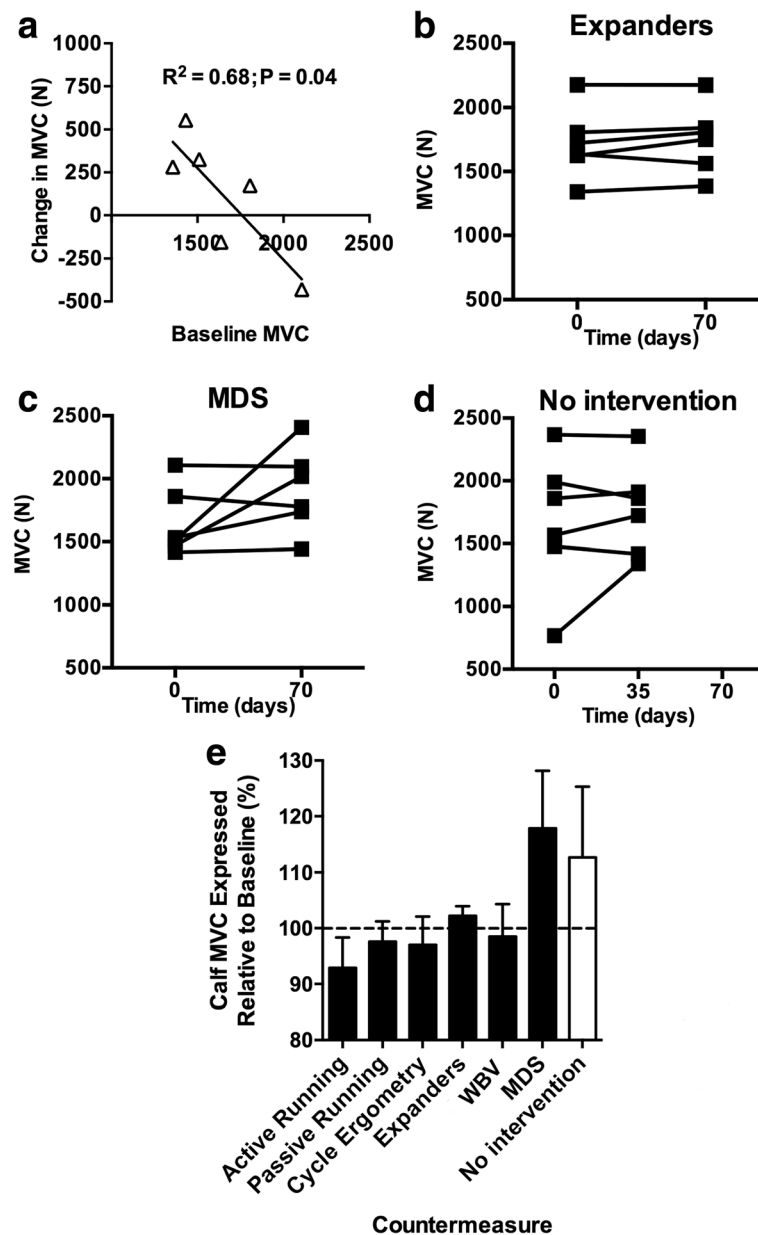 a
1000
750
500
250
0
-250
-500
Change in MVC (N)
R² = 0.68; P = 0.04
1500 2000 2500
Baseline MVC
b
Expanders
2500
2000
1500
1000
500
MVC (N)
0 70
Time (days)
c
MDS
2500
2000
1500
1000
500
MVC (N)
0 70
Time (days)
d
No intervention
2500
2000
1500
1000
500
MVC (N)
0 35 70
Time (days)
e
130
120
110
100
90
80
Calf MVC Expressed
Relative to Baseline (%)
Active Running
Passive Running
Cycle Ergometry
Expanders
WBV
MDS
No intervention
Countermeasure